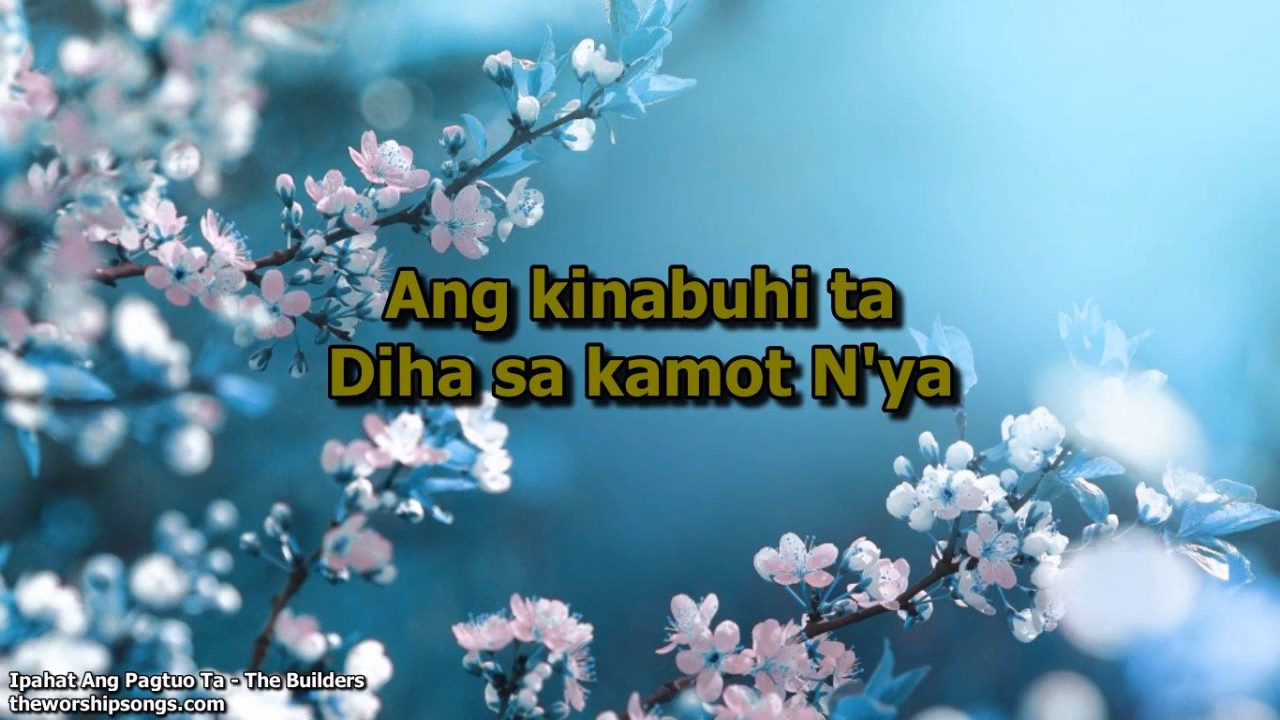 Ang kinabuhi ta
Diha sa kamot N'ya
Ipahat Ang Pagtuo Ta - The Builders
theworshipsongs.com